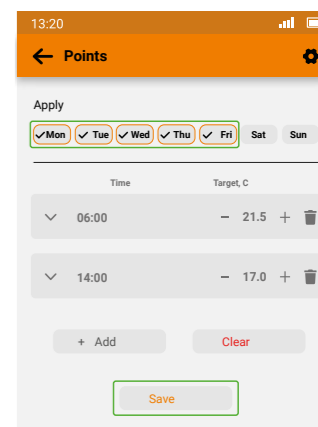 13:20
Points
Apply
Mon Tue Wed Thu Fri Sat Sun
Time Target, C
06:00 − 21.5 +
14:00 − 17.0 +
+ Add Clear
Save